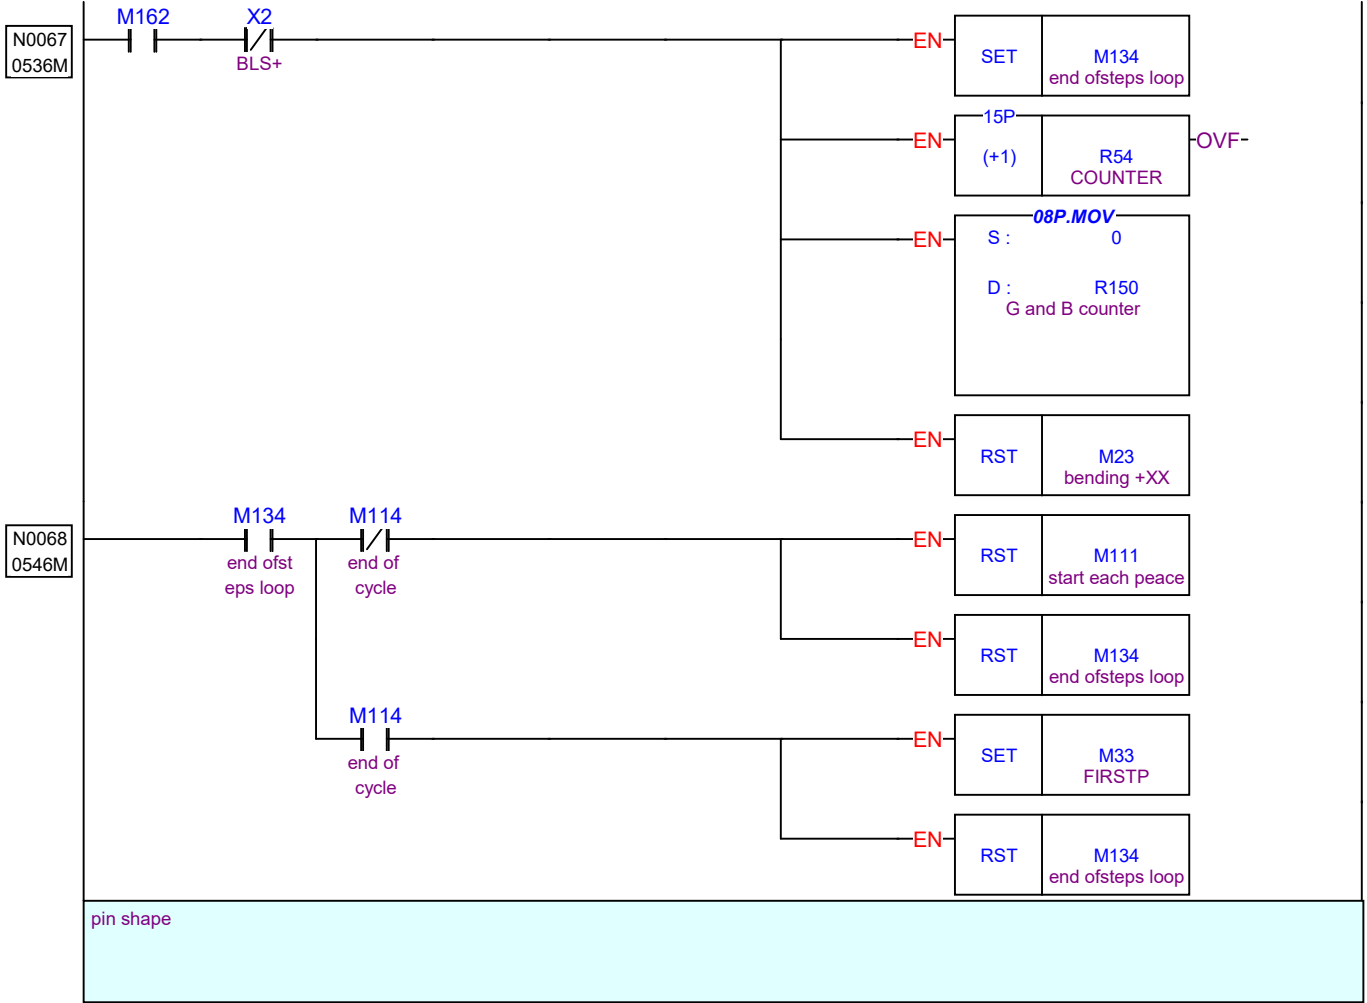 M162
X2
N0067
0536M
BLS+
EN
SET
M134
end ofsteps loop
15P
EN
(+1)
R54
COUNTER
OVF
08P.MOV
EN
S :
0
D :
R150
G and B counter
EN
RST
M23
bending +XX
M134
M114
N0068
0546M
end ofst
eps loop
end of
cycle
EN
RST
M111
start each peace
EN
RST
M134
end ofsteps loop
M114
end of
cycle
EN
SET
M33
FIRSTP
EN
RST
M134
end ofsteps loop
pin shape